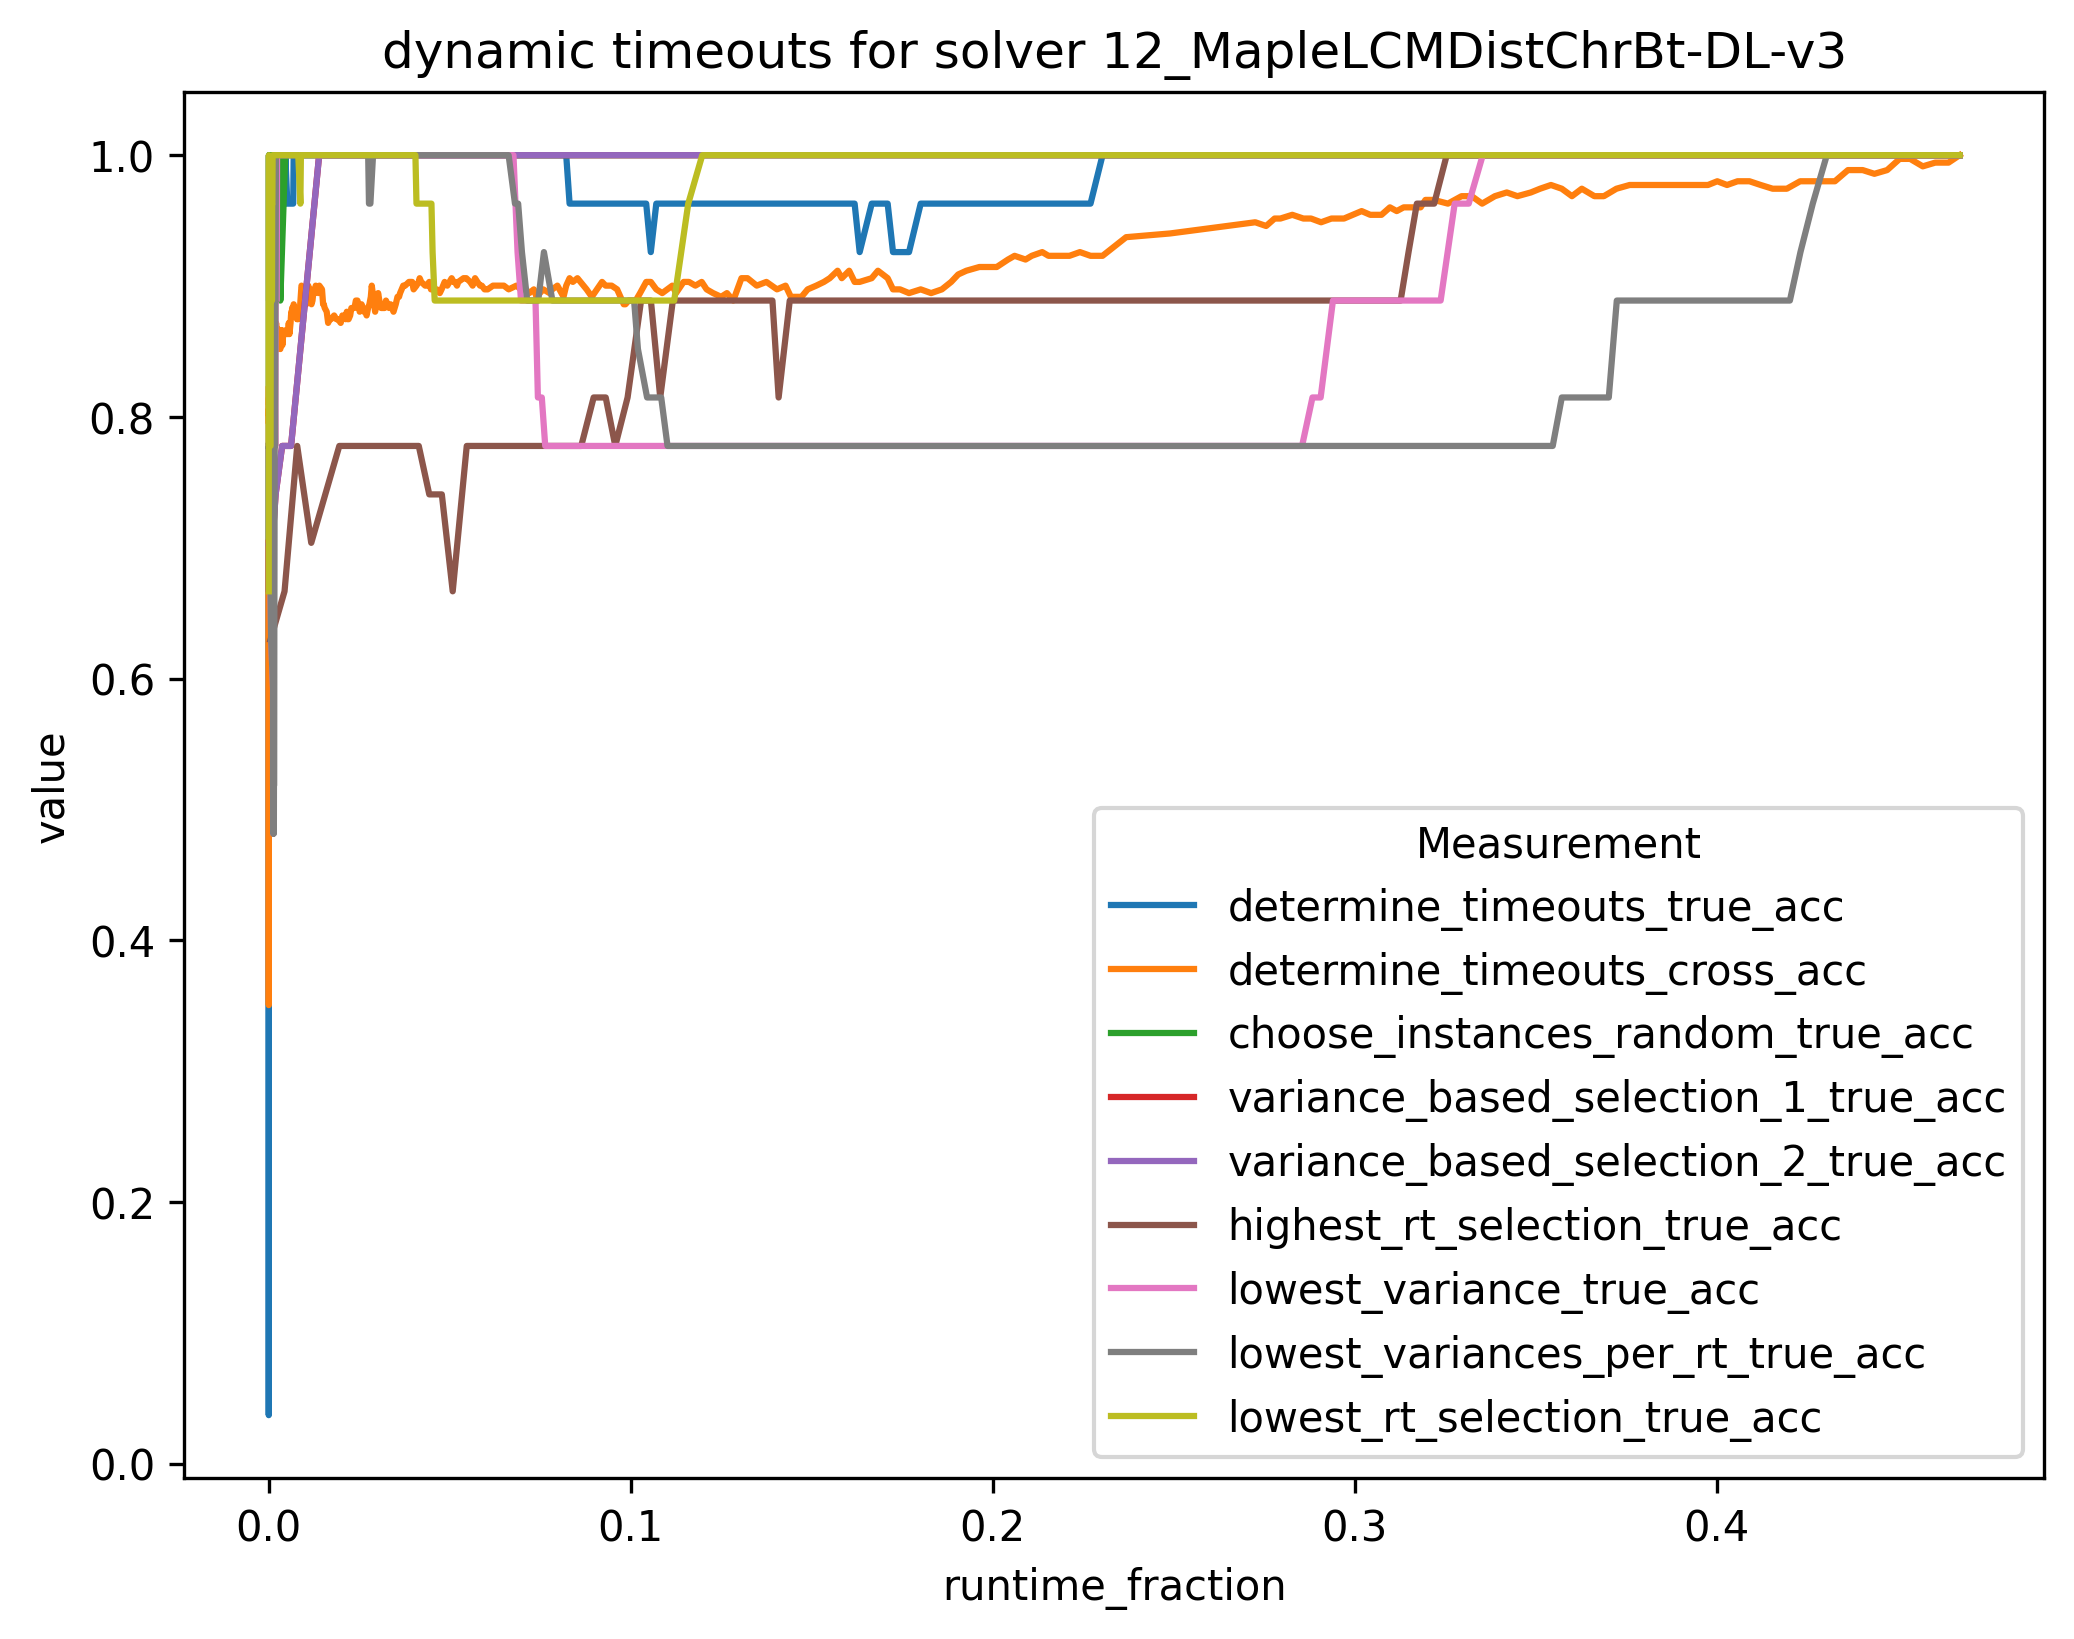 dynamic timeouts for solver 12_MapleLCMDistChrBt-DL-v3
1.0
0.8
0.6
0.4
0.2
0.0
value
Measurement
determine_timeouts_true_acc
determine_timeouts_cross_acc
choose_instances_random_true_acc
variance_based_selection_1_true_acc
variance_based_selection_2_true_acc
highest_rt_selection_true_acc
lowest_variance_true_acc
lowest_variances_per_rt_true_acc
lowest_rt_selection_true_acc
0.0 0.1 0.2 0.3 0.4
runtime_fraction